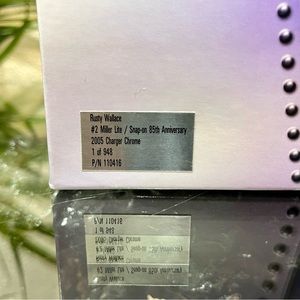 Rusty Wallace
#2 Miller Lite / Snap-on 85th Anniversary
2005 Charger Chrome
1 of 948
P/N 110416